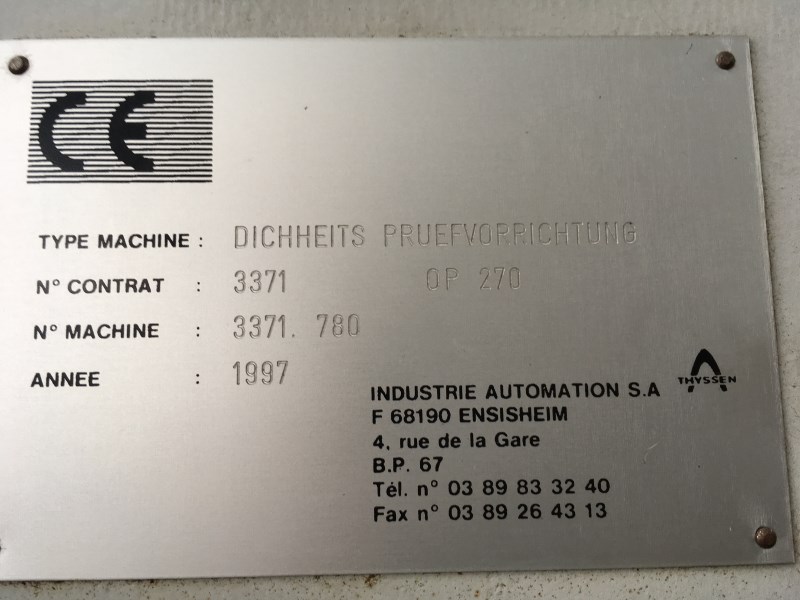 CE
TYPE MACHINE : DICHHEITS PRUEFVORRICHTUNG
N° CONTRAT : 3371 OP 270
N° MACHINE : 3371. 780
ANNEE : 1997
THYSSEN
INDUSTRIE AUTOMATION S.A
F 68190 ENSISHEIM
4, rue de la Gare
B.P. 67
Tél. n° 03 89 83 32 40
Fax n° 03 89 26 43 13